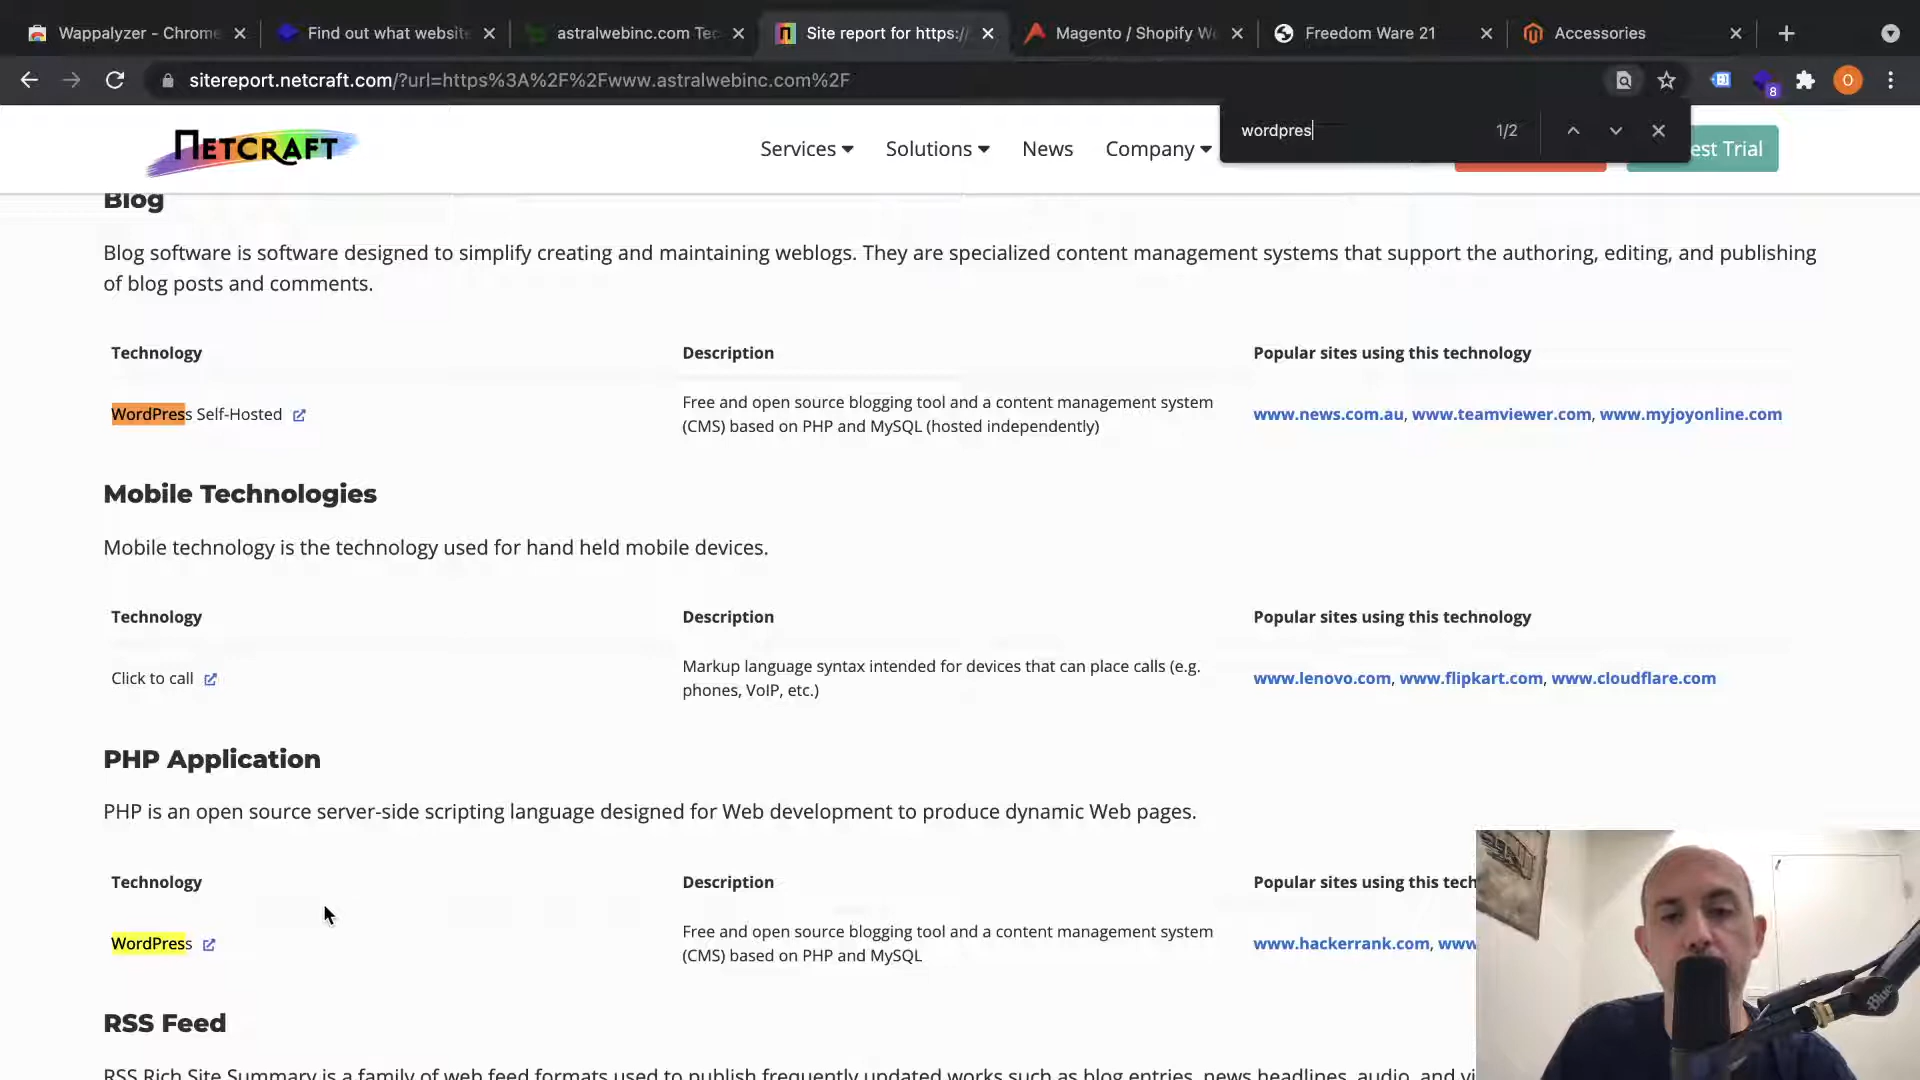 Wappalyzer - Chrome
Find out what website
astralwebinc.com Tec
Site report for https:/
Magento / Shopify We
Freedom Ware 21
Accessories
sitereport.netcraft.com/?url=https%3A%2F%2Fwww.astralwebinc.com%2F
O
8
wordpres
1/2
NETCRAFT
Services
Solutions
News
Company
est Trial
Blog
Blog software is software designed to simplify creating and maintaining weblogs. They are specialized content management systems that support the authoring, editing, and publishing
of blog posts and comments.
Technology
Description
Popular sites using this technology
WordPress Self-Hosted
Free and open source blogging tool and a content management system
(CMS) based on PHP and MySQL (hosted independently)
www.news.com.au, www.teamviewer.com, www.myjoyonline.com
Mobile Technologies
Mobile technology is the technology used for hand held mobile devices.
Technology
Description
Popular sites using this technology
Click to call
Markup language syntax intended for devices that can place calls (e.g.
phones, VoIP, etc.)
www.lenovo.com, www.flipkart.com, www.cloudflare.com
PHP Application
PHP is an open source server-side scripting language designed for Web development to produce dynamic Web pages.
Technology
Description
Popular sites using this tech
WordPress
Free and open source blogging tool and a content management system
(CMS) based on PHP and MySQL
www.hackerrank.com, www
RSS Feed
RSS Rich Site Summary is a family of web feed formats used to publish frequently updated works such as blog entries, news headlines, audio, and vi
Blue